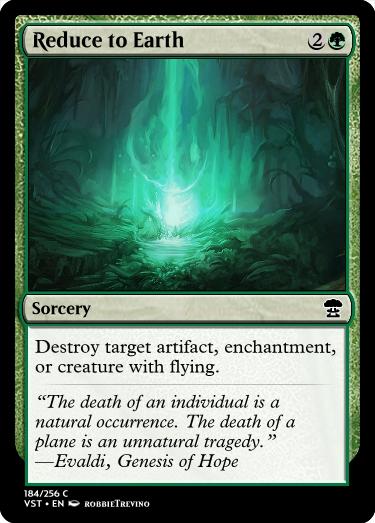 Reduce to Earth 2
Sorcery
Destroy target artifact, enchantment,
or creature with flying.
“The death of an individual is a
natural occurrence. The death of a
plane is an unnatural tragedy.”
—Evaldi, Genesis of Hope
184/256 C
VST • EN robbieTrevino